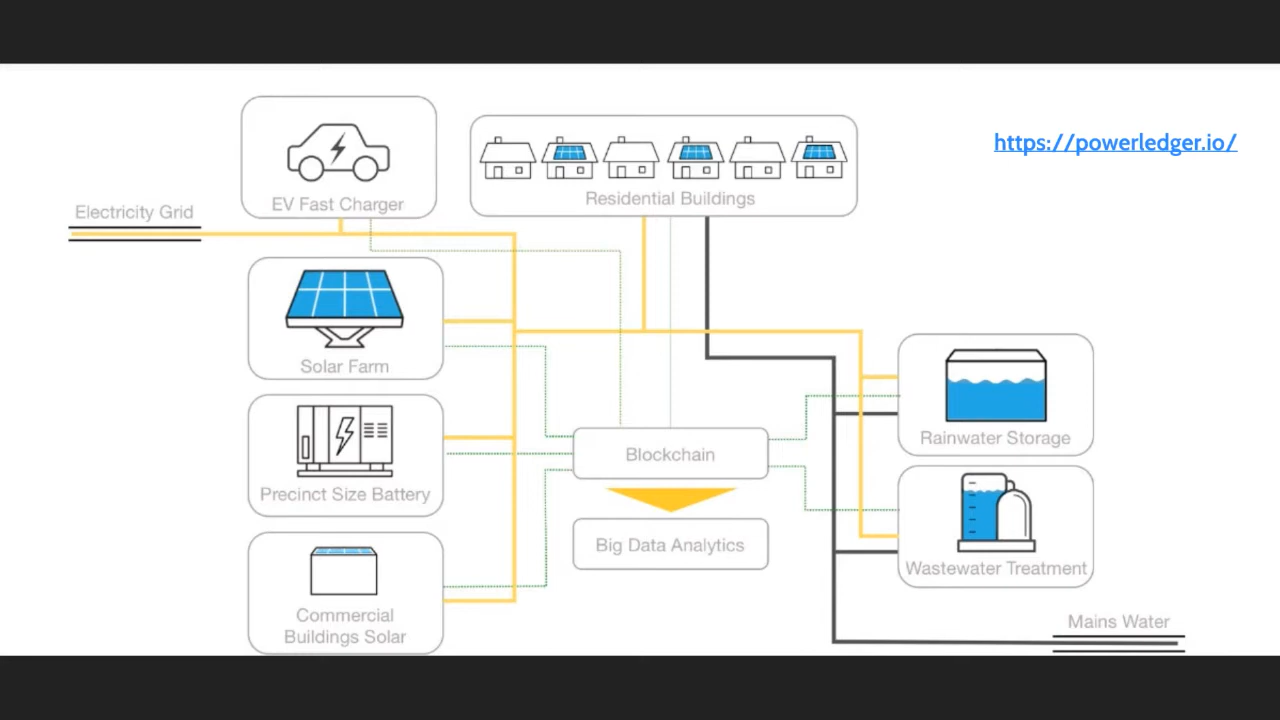 https://powerledger.io/
EV Fast Charger
Residential Buildings
Electricity Grid
Solar Farm
Precinct Size Battery
Commercial
Buildings Solar
Blockchain
Big Data Analytics
Rainwater Storage
Wastewater Treatment
Mains Water